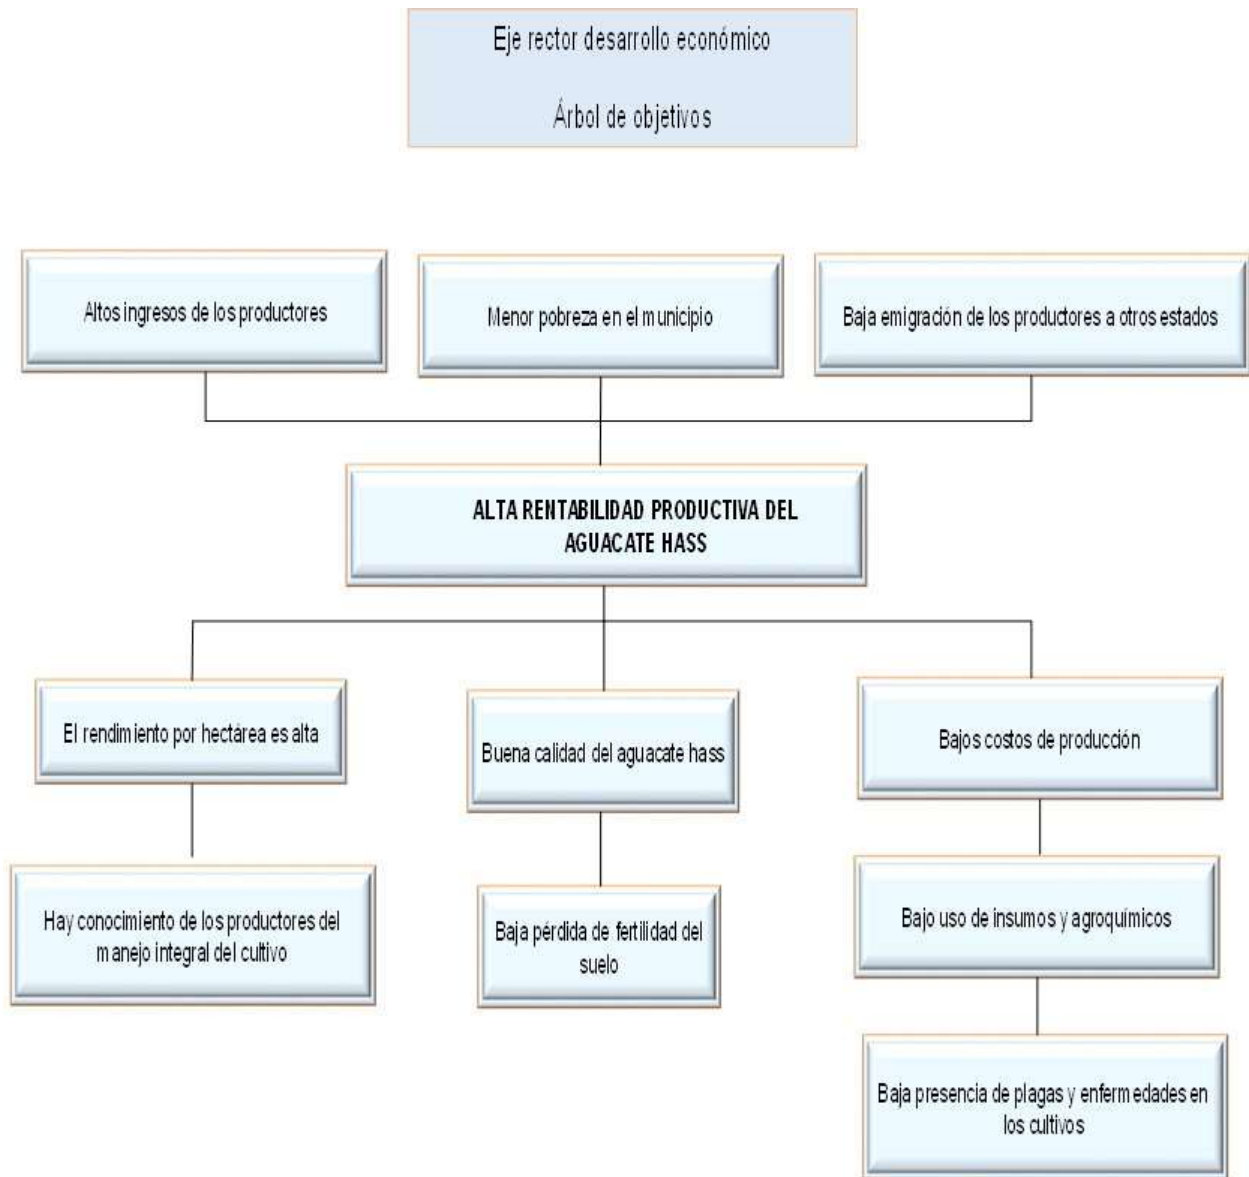 Eje rector desarrollo económico
Árbol de objetivos
Altos ingresos de los productores
Menor pobreza en el municipio
Baja emigración de los productores a otros estados
ALTA RENTABILIDAD PRODUCTIVA DEL
AGUACATE HASS
El rendimiento por hectárea es alta
Buena calidad del aguacate hass
Bajos costos de producción
Hay conocimiento de los productores del
manejo integral del cultivo
Baja pérdida de fertilidad del
suelo
Bajo uso de insumos y agroquímicos
Baja presencia de plagas y enfermedades en
los cultivos